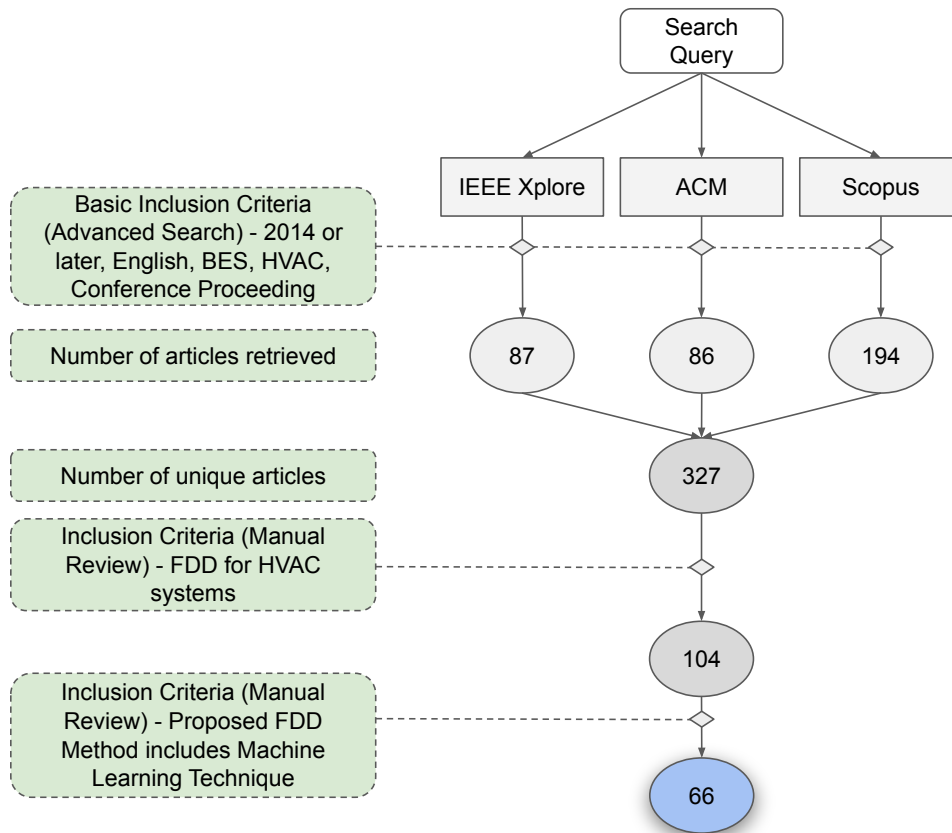 Search
Query
IEEE Xplore
ACM
Scopus
Basic Inclusion Criteria
(Advanced Search) - 2014 or
later, English, BES, HVAC,
Conference Proceeding
Number of articles retrieved
87
86
194
Number of unique articles
327
Inclusion Criteria (Manual
Review) - FDD for HVAC
systems
104
Inclusion Criteria (Manual
Review) - Proposed FDD
Method includes Machine
Learning Technique
66